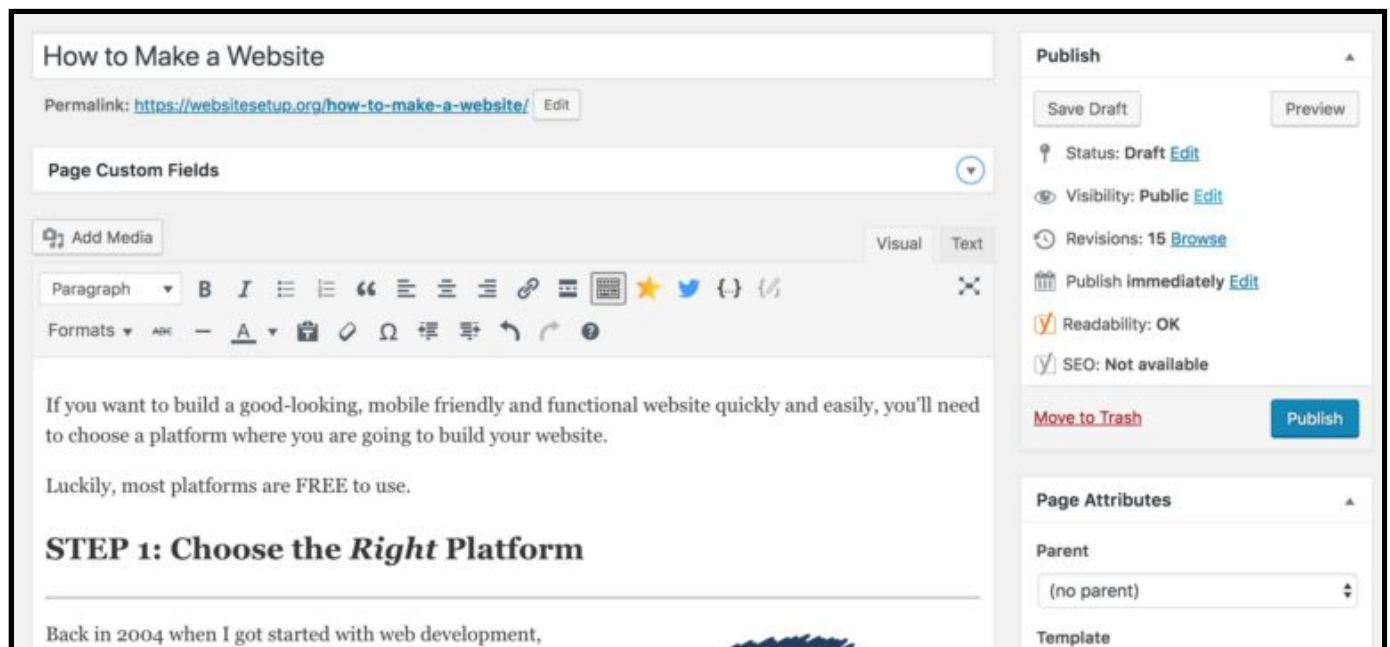 How to Make a Website
Permalink: https://websitesetup.org/how-to-make-a-website/ Edit
Page Custom Fields
Add Media
Visual Text
Paragraph B I
Formats ABC A Ω
If you want to build a good-looking, mobile friendly and functional website quickly and easily, you'll need
to choose a platform where you are going to build your website.
Luckily, most platforms are FREE to use.
STEP 1: Choose the Right Platform
Back in 2004 when I got started with web development,
Publish
Save Draft Preview
Status: Draft Edit
Visibility: Public Edit
Revisions: 15 Browse
Publish immediately Edit
Readability: OK
SEO: Not available
Move to Trash Publish
Page Attributes
Parent
(no parent)
Template